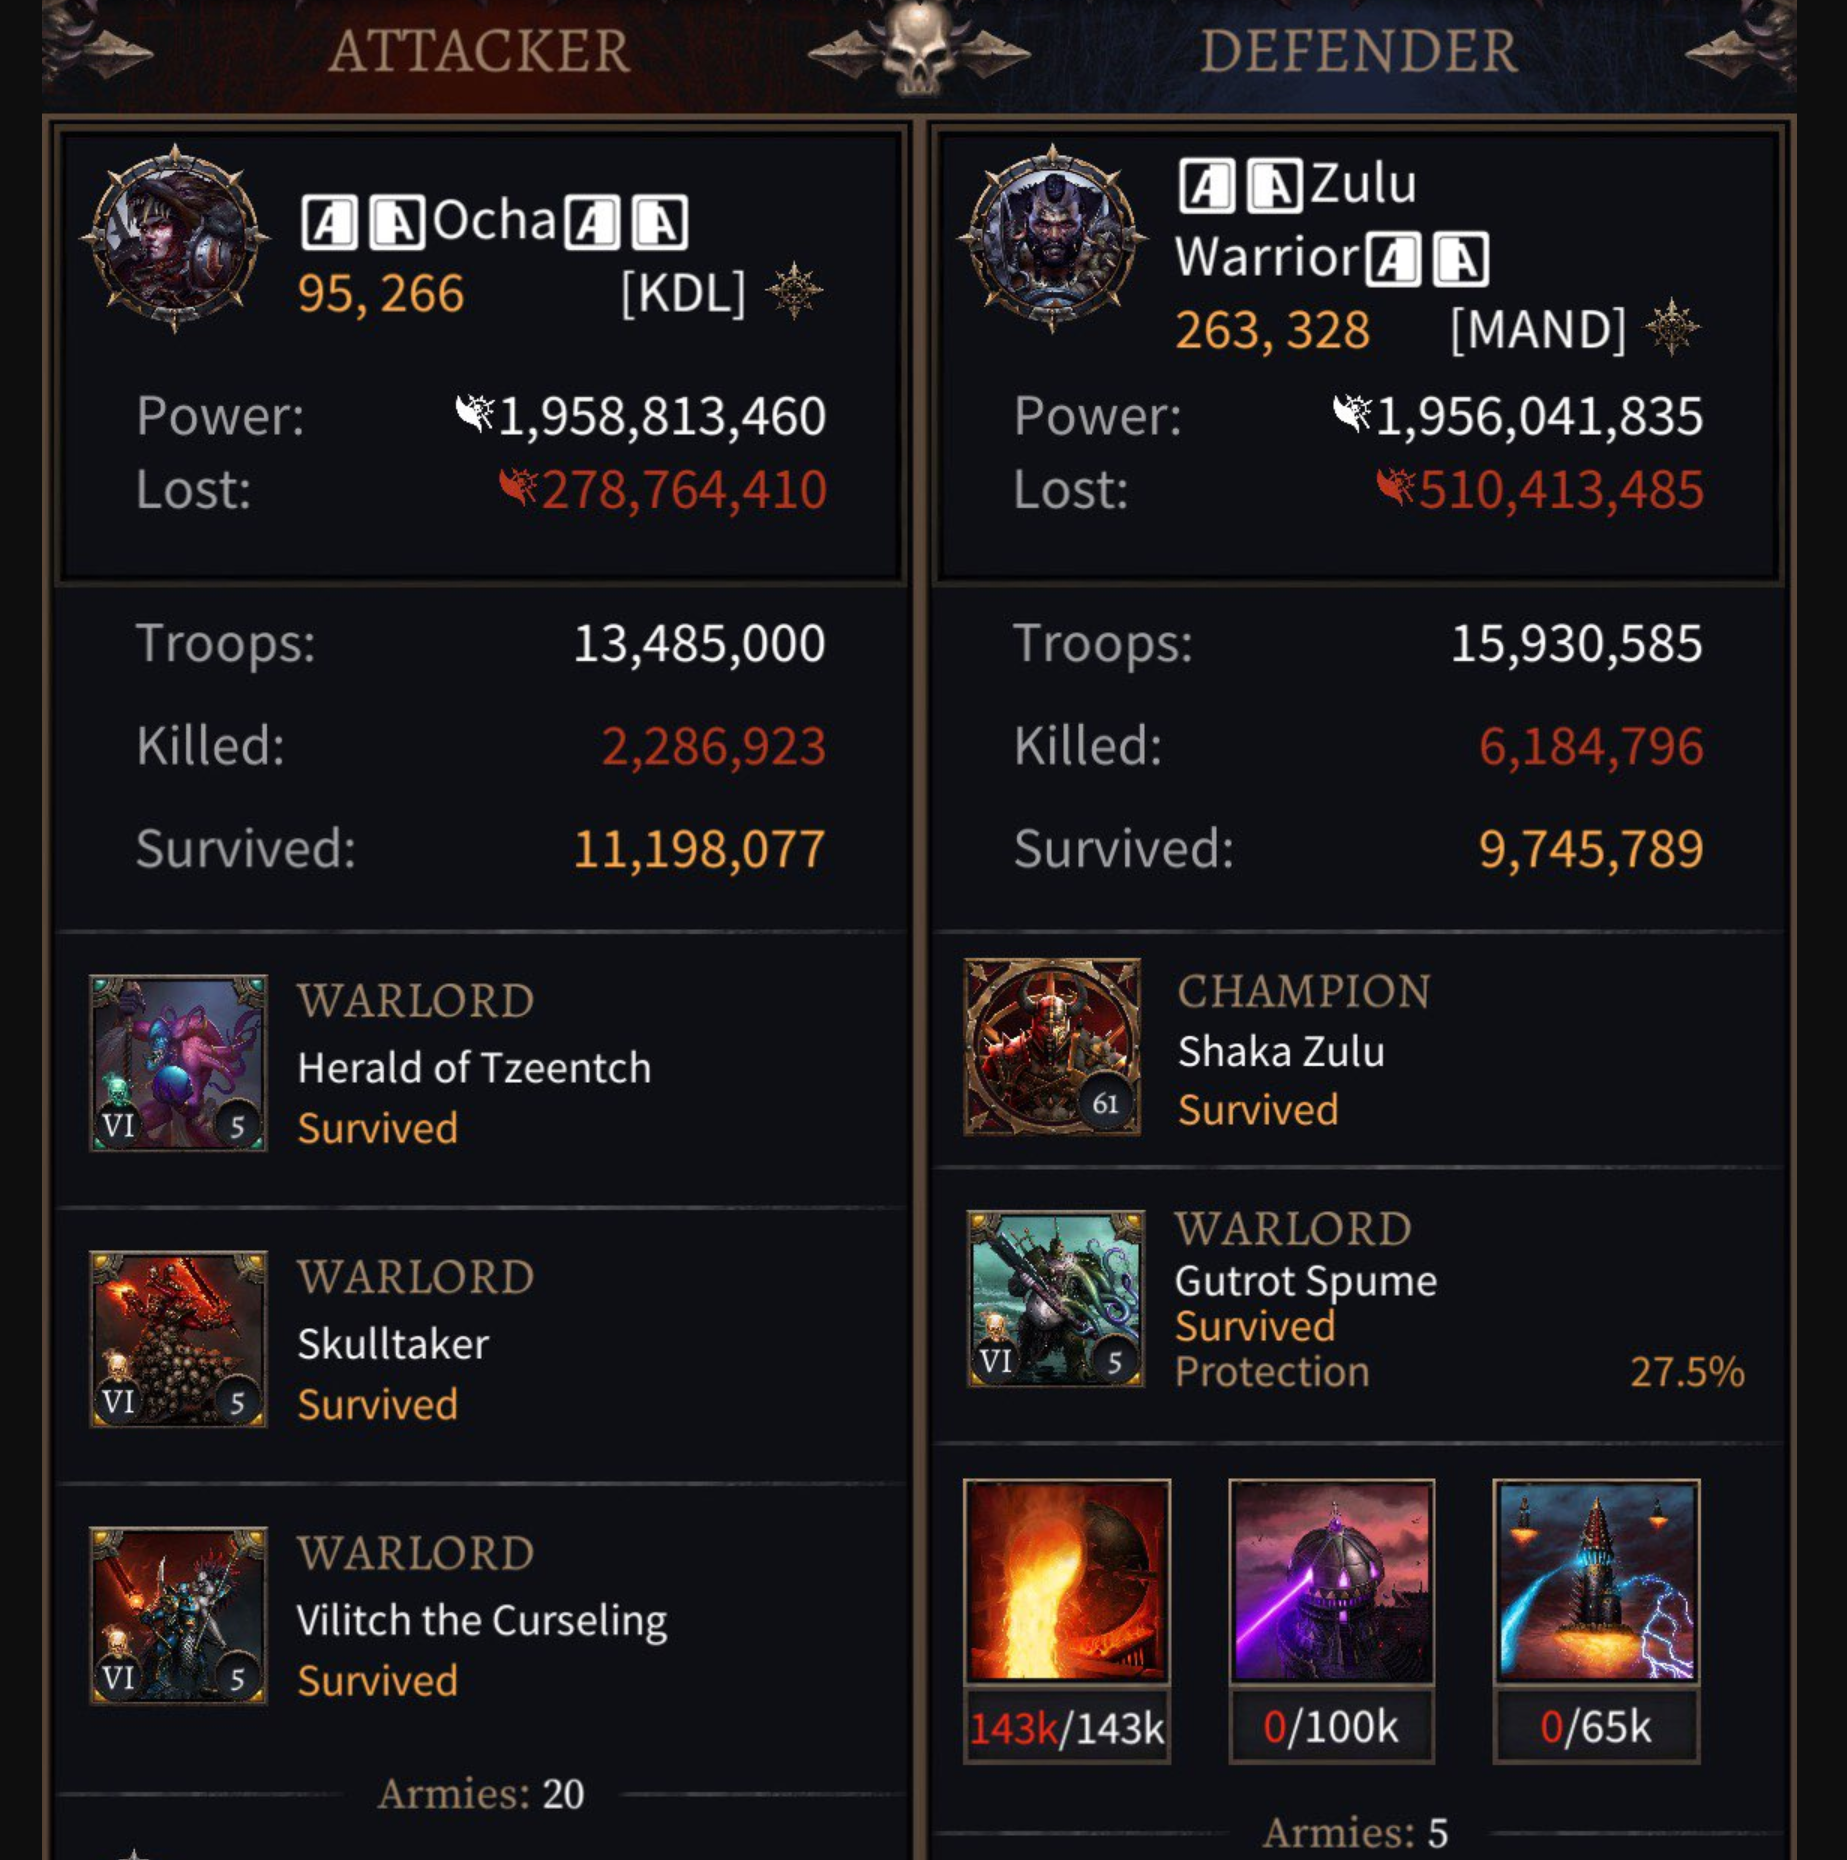 ATTACKER
DEFENDER
🅰🅰Ocha🅰🅰
95, 266 [KDL]
Power: 1,958,813,460
Lost: 278,764,410
Troops: 13,485,000
Killed: 2,286,923
Survived: 11,198,077
WARLORD
Herald of Tzeentch
Survived
VI 5
WARLORD
Skulltaker
Survived
VI 5
WARLORD
Vilitch the Curseling
Survived
VI 5
Armies: 20
🅰🅰Zulu
Warrior🅰🅰
263, 328 [MAND]
Power: 1,956,041,835
Lost: 510,413,485
Troops: 15,930,585
Killed: 6,184,796
Survived: 9,745,789
CHAMPION
Shaka Zulu
Survived
61
WARLORD
Gutrot Spume
Survived
Protection 27.5%
VI 5
143k/143k 0/100k 0/65k
Armies: 5